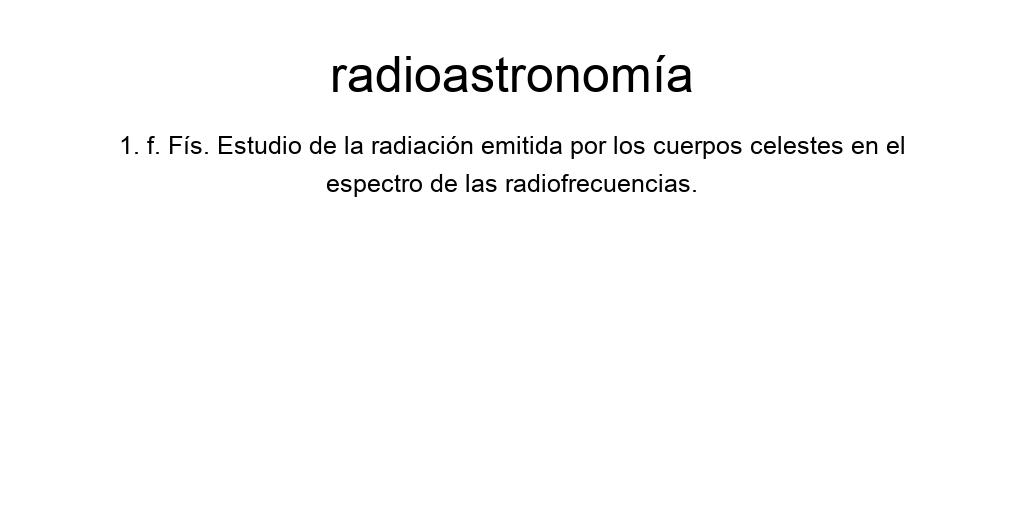 radioastronomía
1. f. Fís. Estudio de la radiación emitida por los cuerpos celestes en el
espectro de las radiofrecuencias.